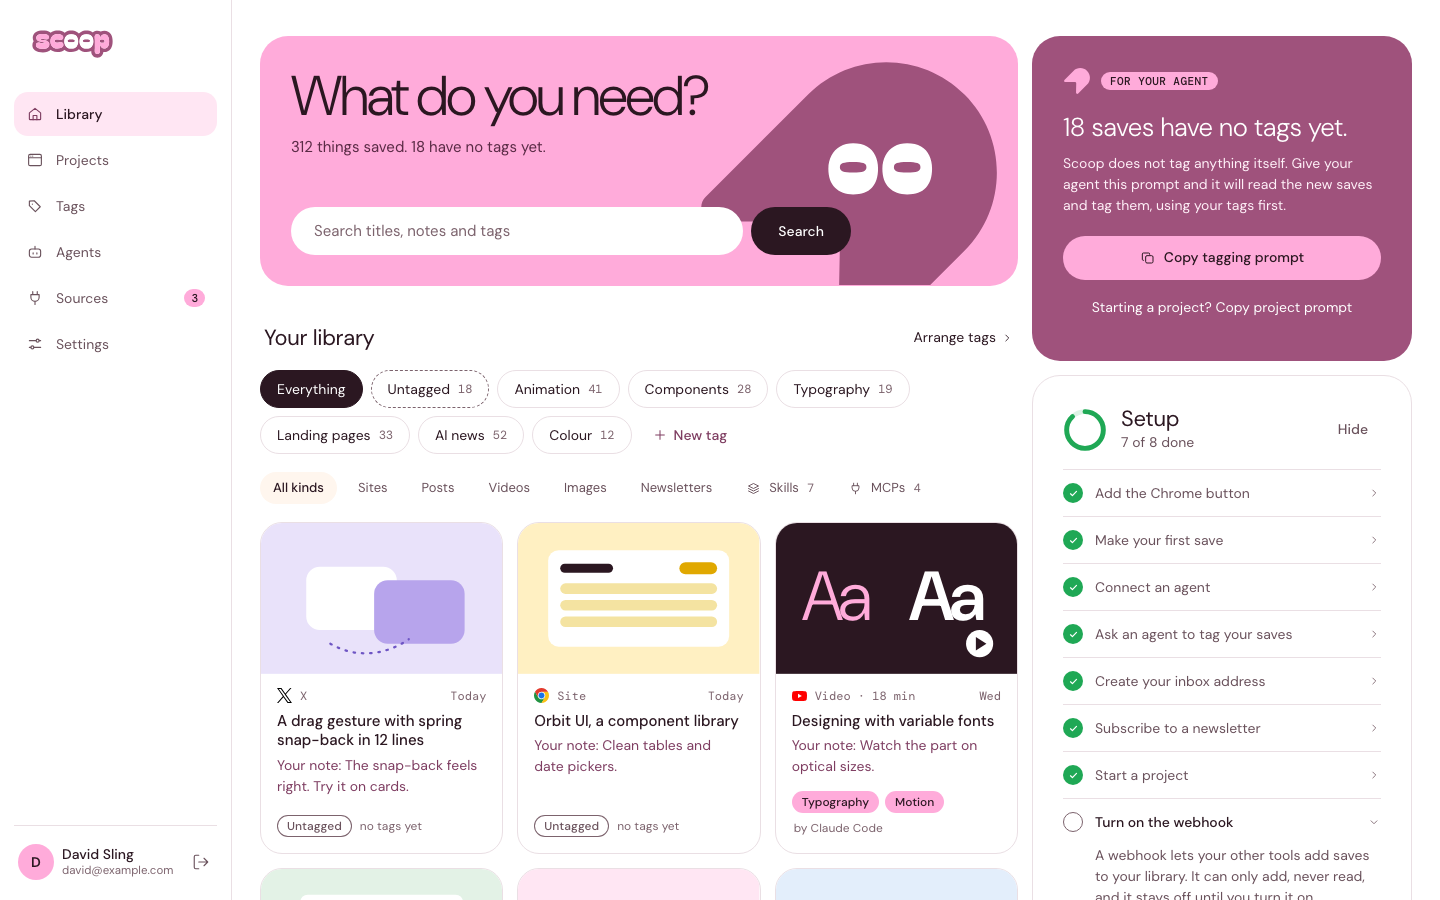 scoop
Library
Projects
Tags
Agents
Sources 3
Settings
D
David Sling
david@example.com
What do you need?
312 things saved. 18 have no tags yet.
Search titles, notes and tags
Search
Your library
Arrange tags
Everything
Untagged 18
Animation 41
Components 28
Typography 19
Landing pages 33
AI news 52
Colour 12
New tag
All kinds
Sites
Posts
Videos
Images
Newsletters
Skills 7
MCPs 4
X Today
A drag gesture with spring
snap-back in 12 lines
Your note: The snap-back feels
right. Try it on cards.
Untagged no tags yet
Site Today
Orbit UI, a component library
Your note: Clean tables and
date pickers.
Untagged no tags yet
Aa Aa
Video · 18 min Wed
Designing with variable fonts
Your note: Watch the part on
optical sizes.
Typography Motion
by Claude Code
FOR YOUR AGENT
18 saves have no tags yet.
Scoop does not tag anything itself. Give your
agent this prompt and it will read the new saves
and tag them, using your tags first.
Copy tagging prompt
Starting a project? Copy project prompt
Setup
7 of 8 done
Hide
Add the Chrome button
Make your first save
Connect an agent
Ask an agent to tag your saves
Create your inbox address
Subscribe to a newsletter
Start a project
Turn on the webhook
A webhook lets your other tools add saves
to your library. It can only add, never read,
and it stays off until you turn it on.